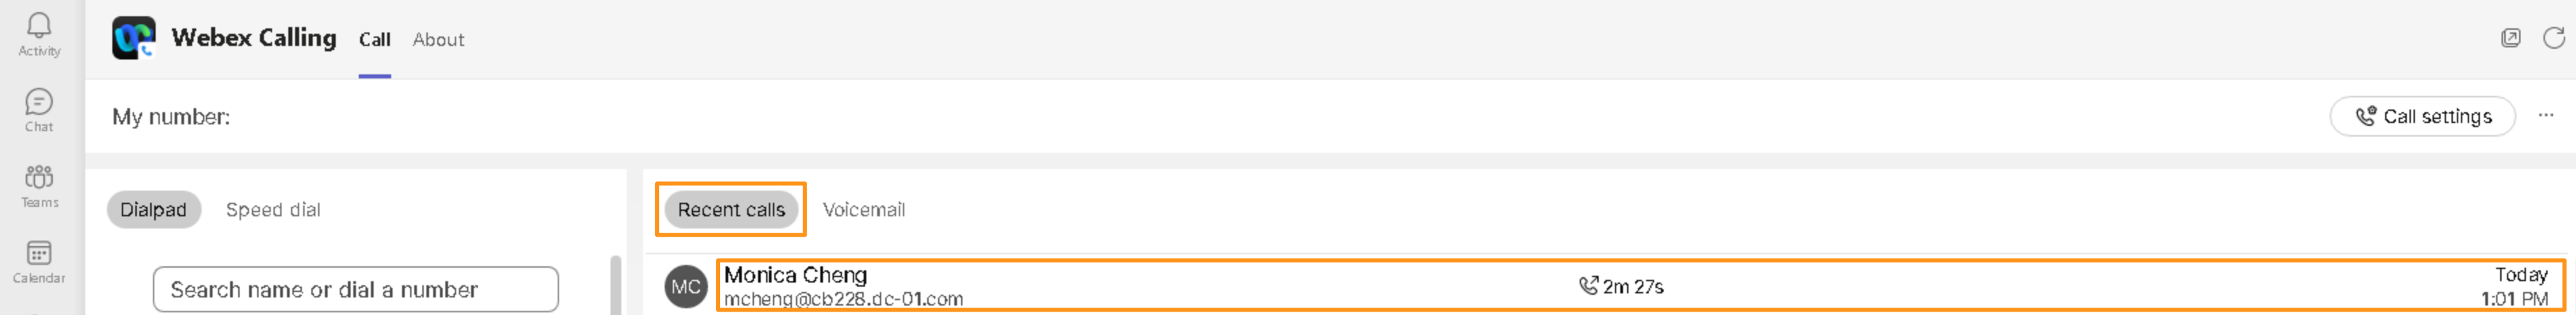 Activity
Chat
Teams
Calendar
Webex Calling Call About
My number:
Call settings ...
Dialpad Speed dial
Search name or dial a number
Recent calls Voicemail
MC Monica Cheng 2m 27s Today
mcheng@cb228.dc-01.com 1:01 PM